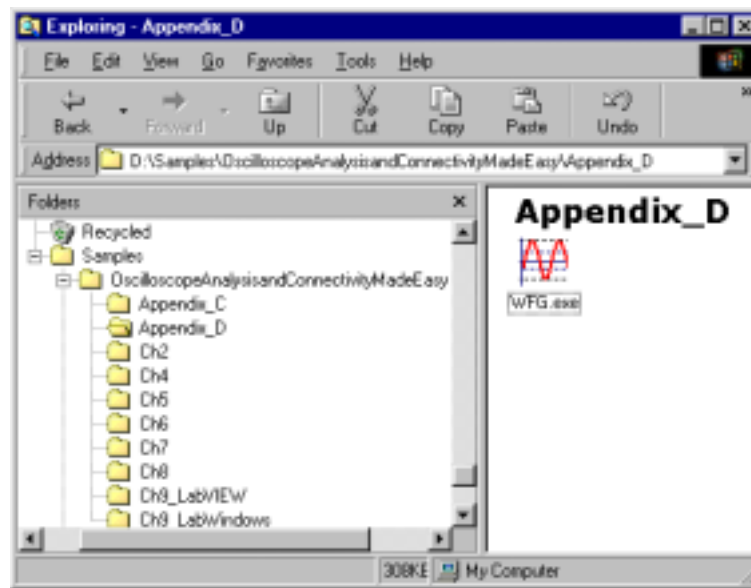 Exploring - Appendix_D
File Edit View Go Favorites Tools Help
Back Forward Up Cut Copy Paste Undo
Address D:\Samples\OscilloscopeAnalysisandConnectivityMadeEasy\Appendix_D
Folders
Recycled
Samples
OscilloscopeAnalysisandConnectivityMadeEasy
Appendix_C
Appendix_D
Ch2
Ch4
Ch5
Ch6
Ch7
Ch8
Ch9_LabVIEW
Ch9_LabWindows
Appendix_D
WFG.exe
308KB My Computer